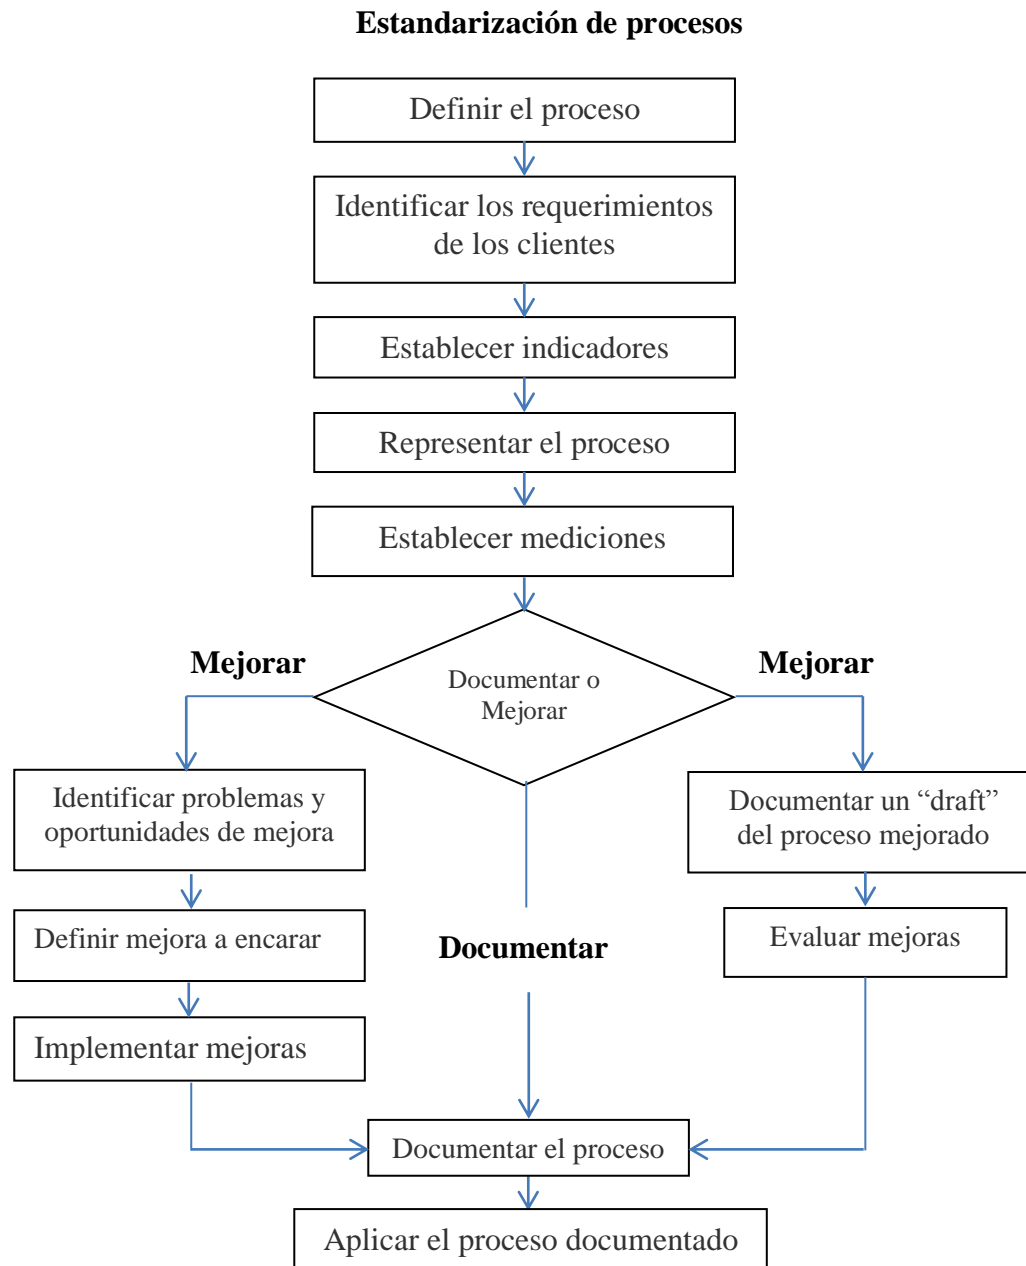 Estandarización de procesos
Definir el proceso
Identificar los requerimientos
de los clientes
Establecer indicadores
Representar el proceso
Establecer mediciones
Mejorar
Mejorar
Documentar o
Mejorar
Identificar problemas y
oportunidades de mejora
Documentar un “draft”
del proceso mejorado
Definir mejora a encarar
Documentar
Evaluar mejoras
Implementar mejoras
Documentar el proceso
Aplicar el proceso documentado